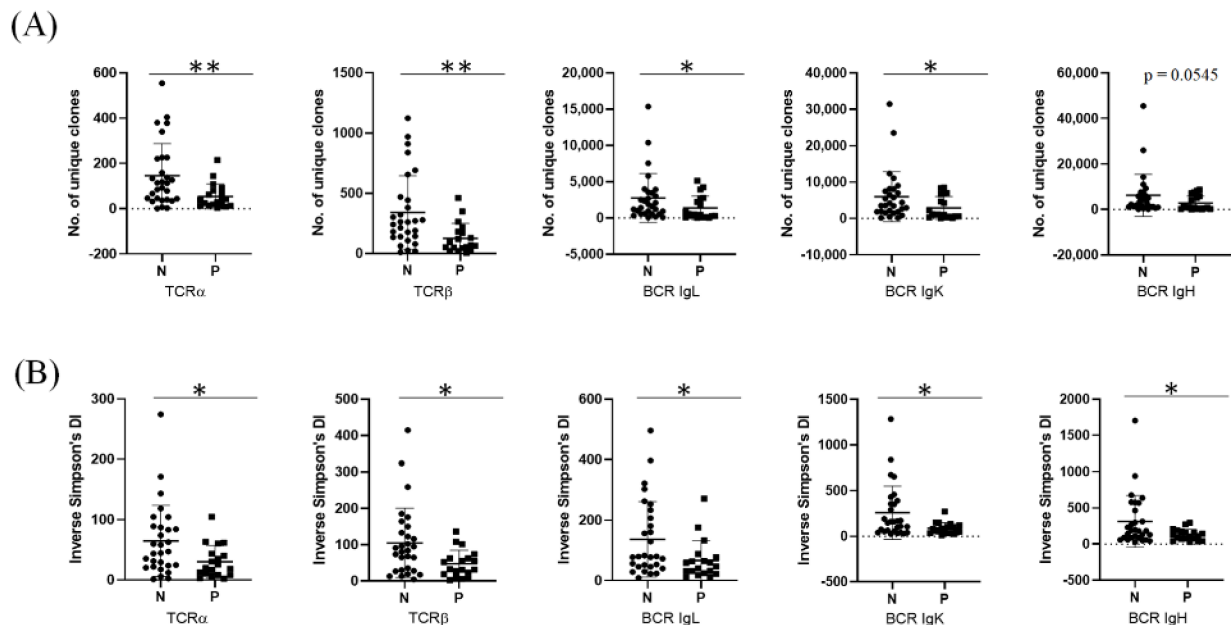 (A)
** ** * * p = 0.0545
No. of unique clones
600
400
200
0
-200
N P
TCRα
No. of unique clones
1500
1000
500
0
N P
TCRβ
No. of unique clones
20,000
15,000
10,000
5,000
0
-5,000
N P
BCR IgL
No. of unique clones
40,000
30,000
20,000
10,000
0
-10,000
N P
BCR IgK
No. of unique clones
60,000
40,000
20,000
0
-20,000
N P
BCR IgH
(B)
* * * * *
Inverse Simpson's DI
300
200
100
0
N P
TCRα
Inverse Simpson's DI
500
400
300
200
100
0
N P
TCRβ
Inverse Simpson's DI
600
400
200
0
N P
BCR IgL
Inverse Simpson's DI
1500
1000
500
0
-500
N P
BCR IgK
Inverse Simpson's DI
2000
1500
1000
500
0
-500
N P
BCR IgH